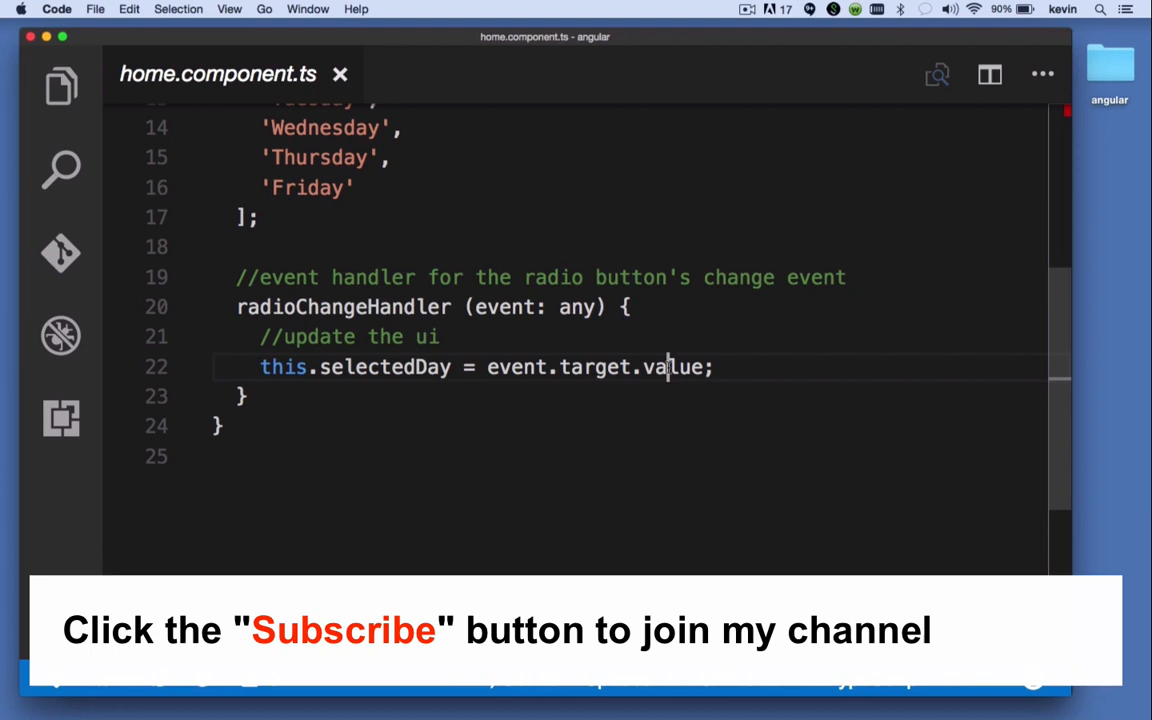 Code File Edit Selection View Go Window Help 17 90% kevin
home.component.ts - angular
home.component.ts
angular
14 'Wednesday',
15 'Thursday',
16 'Friday'
17 ];
18
19 //event handler for the radio button's change event
20 radioChangeHandler (event: any) {
21 //update the ui
22 this.selectedDay = event.target.value;
23 }
24 }
25
Click the "Subscribe" button to join my channel